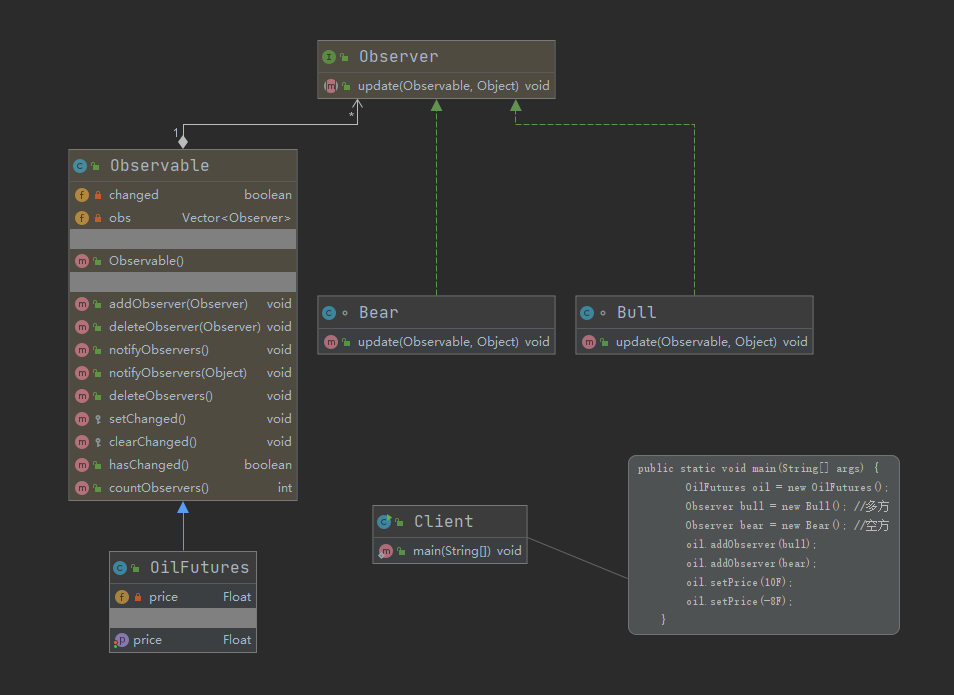 Observer
update(Observable, Object) void
1
*
Observable
changed boolean
obs Vector<Observer>
Observable()
addObserver(Observer) void
deleteObserver(Observer) void
notifyObservers() void
notifyObservers(Object) void
deleteObservers() void
setChanged() void
clearChanged() void
hasChanged() boolean
countObservers() int
Bear
update(Observable, Object) void
Bull
update(Observable, Object) void
OilFutures
price Float
price Float
Client
main(String[]) void
public static void main(String[] args) {
OilFutures oil = new OilFutures();
Observer bull = new Bull(); //多方
Observer bear = new Bear(); //空方
oil.addObserver(bull);
oil.addObserver(bear);
oil.setPrice(10F);
oil.setPrice(-8F);
}